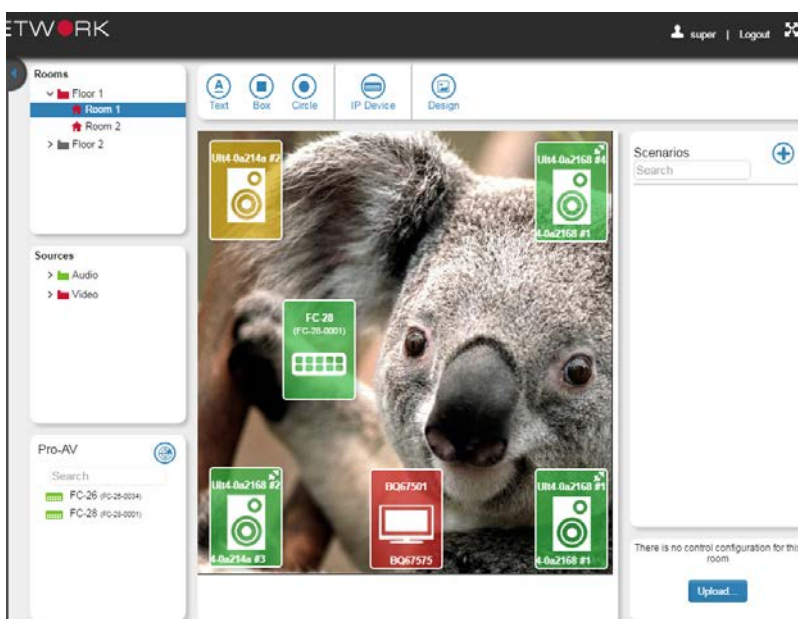 ETWORK
super | Logout
Rooms
Floor 1
Room 1
Room 2
Floor 2
Sources
Audio
Video
Pro-AV
Search
FC-26 (FC-26-0034)
FC-28 (FC-28-0001)
Text
Box
Circle
IP Device
Design
Ult4-0a214a #2
Ult4-0a2168 #4
4-0a2168 #1
FC-28
(FC-28-0001)
Ult4-0a2168 #2
4-0a214a #3
BQ67501
BQ67575
Ult4-0a2168 #1
4-0a2168 #1
Scenarios
Search
There is no control configuration for this
room
Upload...